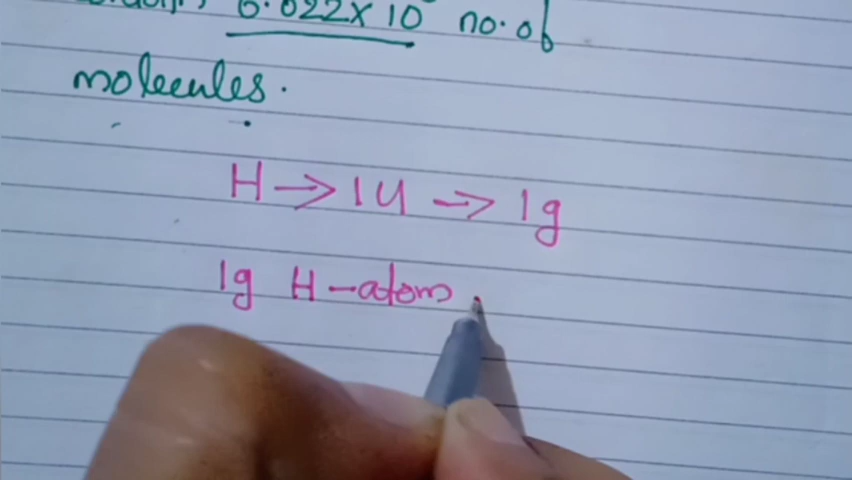 6.022 X 10 no. of
molecules.
H → 1u → 1g
1g H-atom